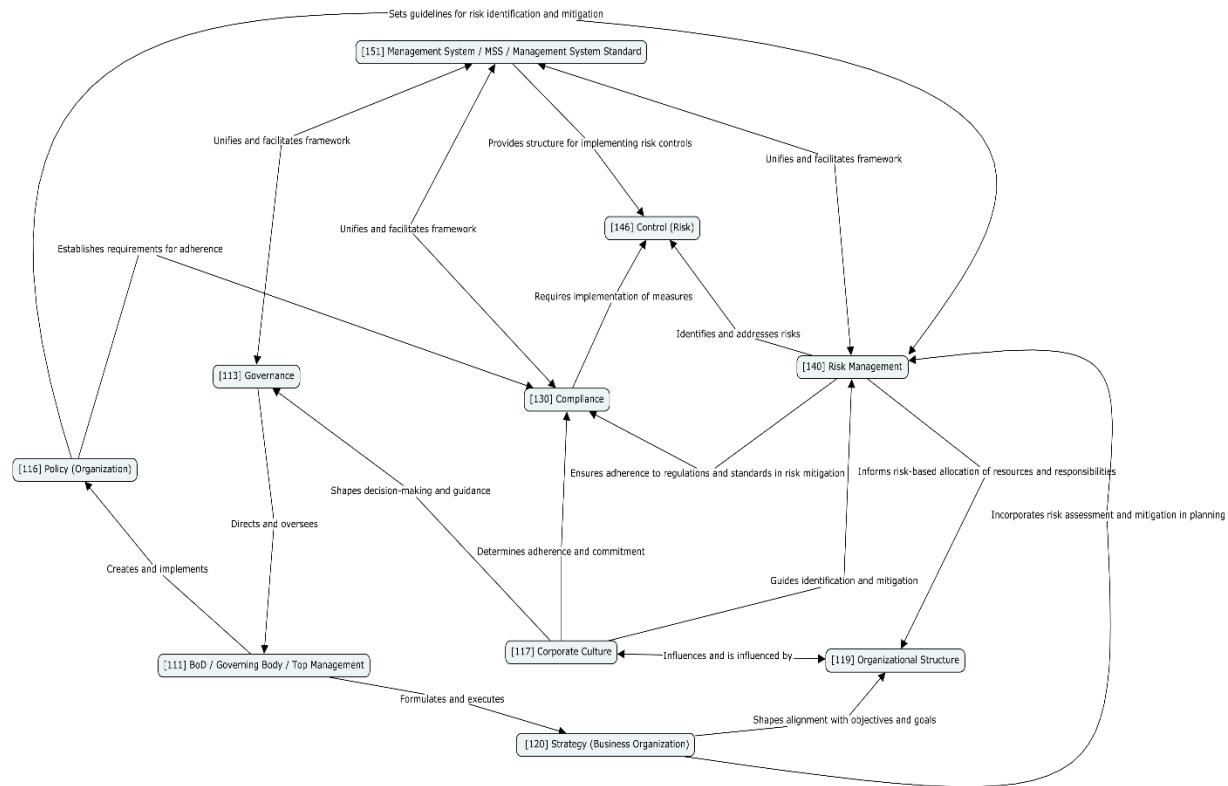 Sets guidelines for risk identification and mitigation
[151] Management System / MSS / Management System Standard
Unifies and facilitates framework
Provides structure for implementing risk controls
Unifies and facilitates framework
[146] Control (Risk)
Unifies and facilitates framework
Establishes requirements for adherence
Requires implementation of measures
Identifies and addresses risks
[140] Risk Management
[113] Governance
[130] Compliance
[116] Policy (Organization)
Ensures adherence to regulations and standards in risk mitigation
Informs risk-based allocation of resources and responsibilities
Shapes decision-making and guidance
Incorporates risk assessment and mitigation in planning
Directs and oversees
Determines adherence and commitment
Creates and implements
Guides identification and mitigation
[117] Corporate Culture
Influences and is influenced by
[119] Organizational Structure
[111] BoD / Governing Body / Top Management
Formulates and executes
Shapes alignment with objectives and goals
[120] Strategy (Business Organization)